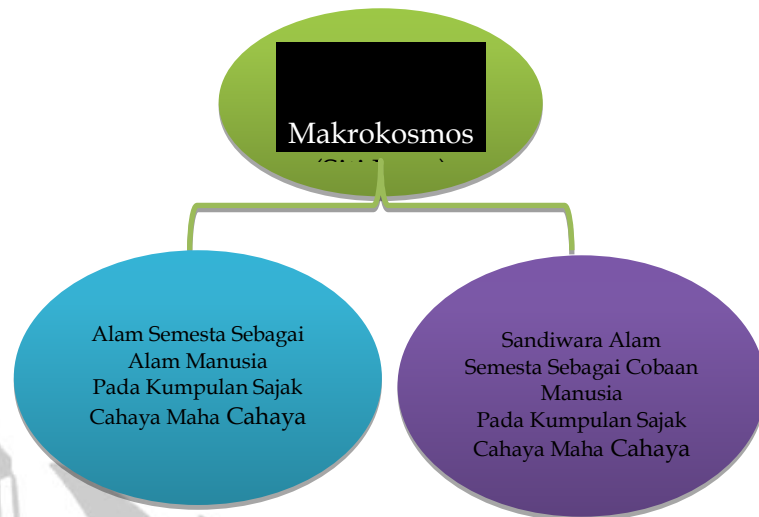 Makrokosmos
Alam Semesta Sebagai
Alam Manusia
Pada Kumpulan Sajak
Cahaya Maha Cahaya
Sandiwara Alam
Semesta Sebagai Cobaan
Manusia
Pada Kumpulan Sajak
Cahaya Maha Cahaya